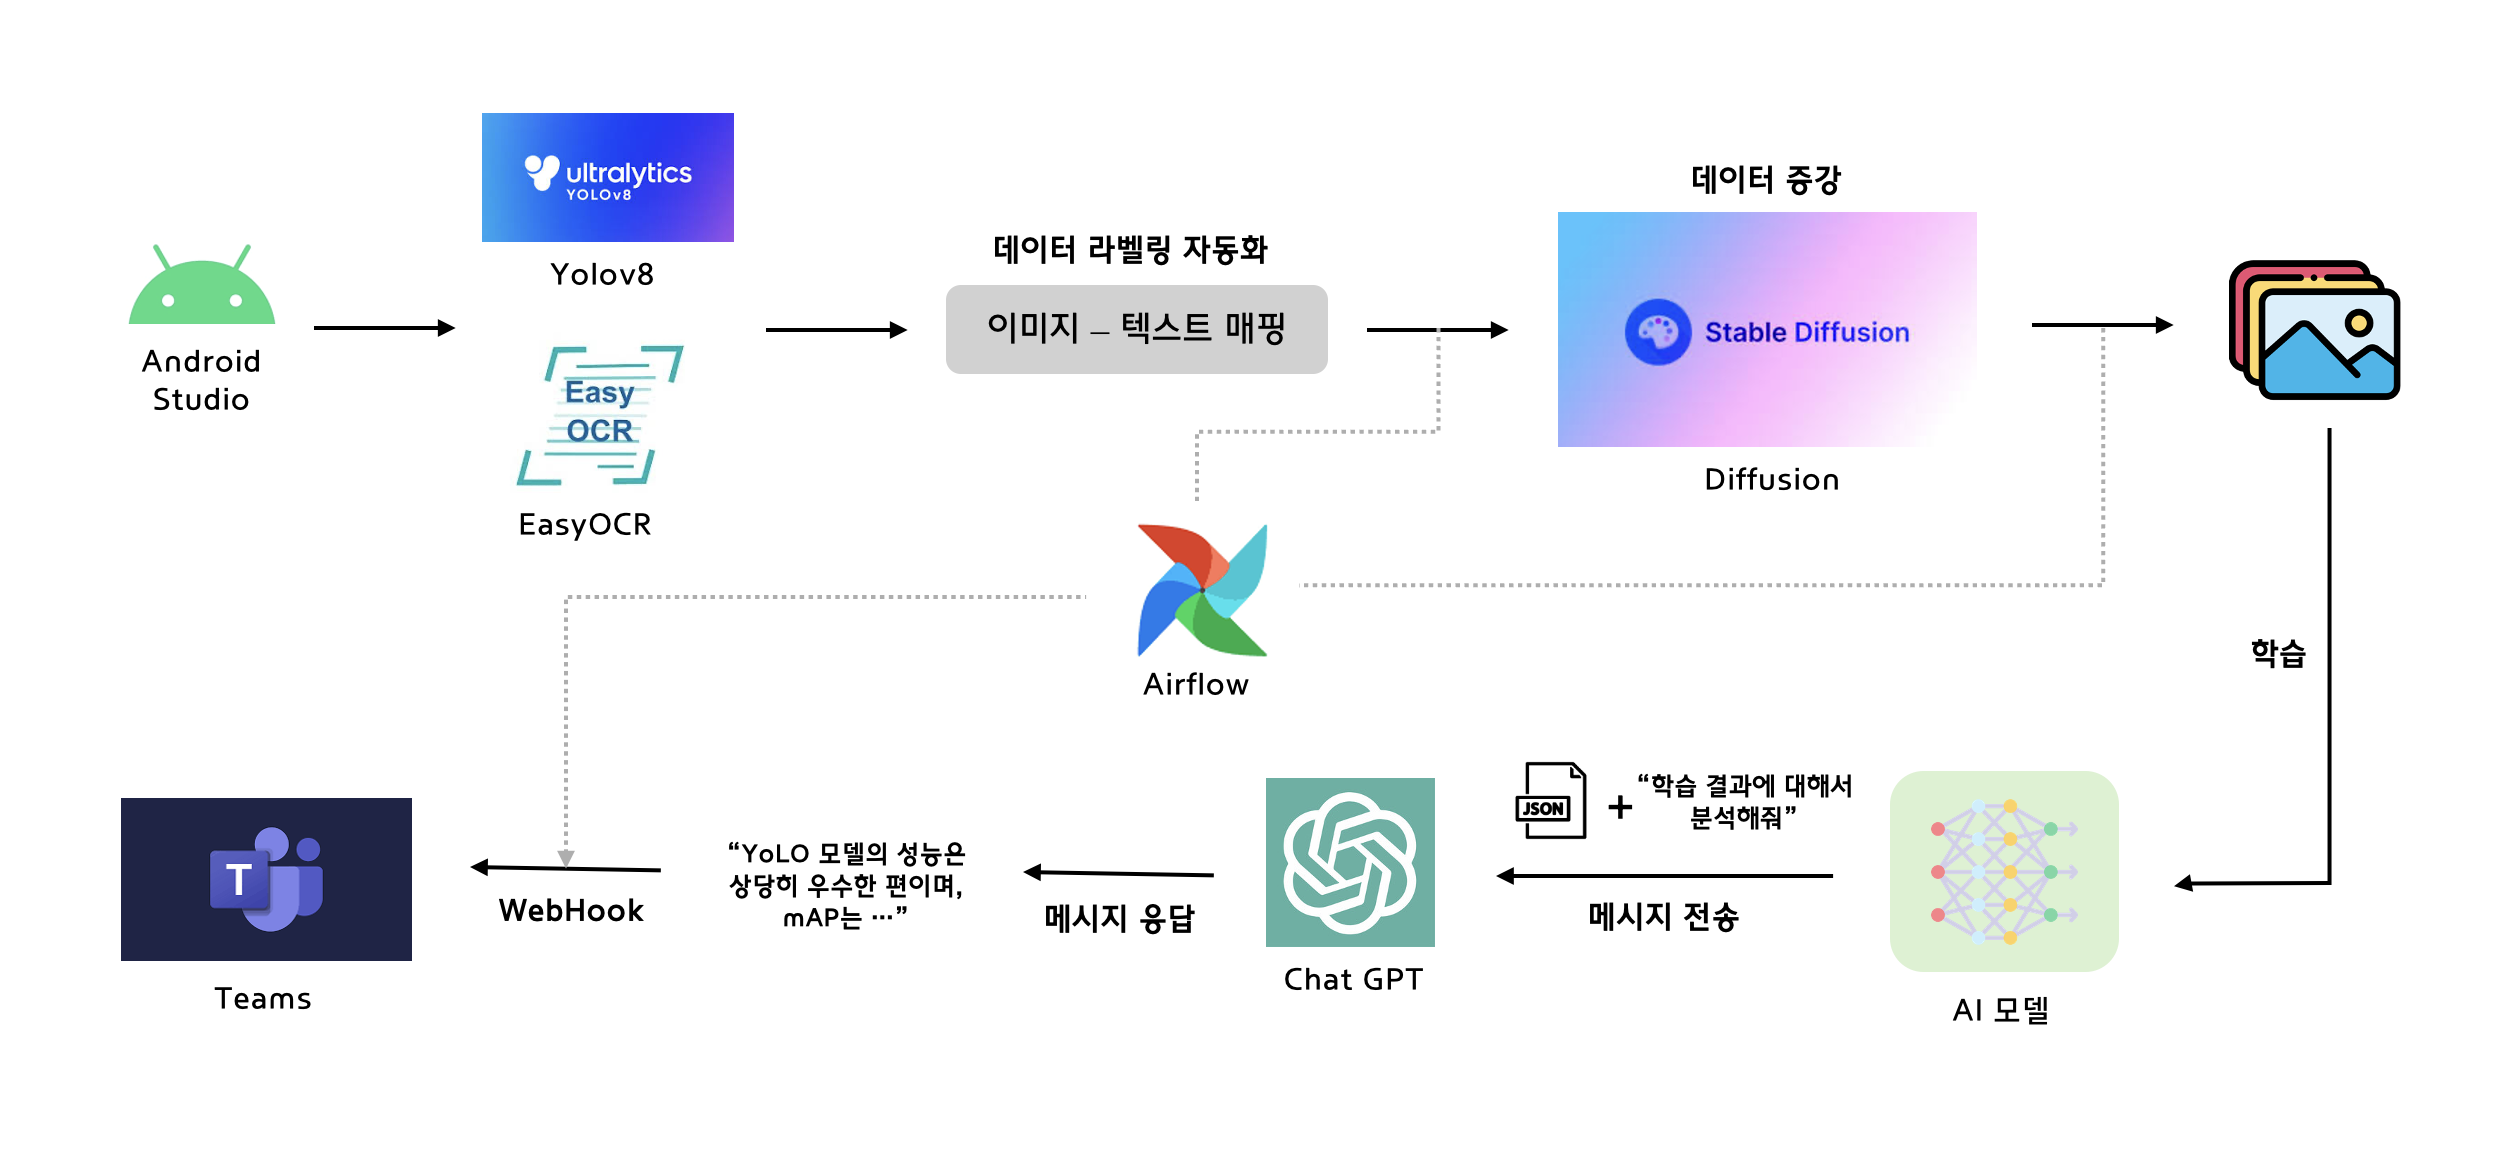 ultralytics
YOLOv8
Yolov8
Android
Studio
Easy
OCR
EasyOCR
데이터 라벨링 자동화
이미지 – 텍스트 매핑
데이터 증강
Stable Diffusion
Diffusion
Airflow
학습
JSON
+
“학습 결과에 대해서
분석해줘”
메시지 전송
AI 모델
Chat GPT
메시지 응답
“YoLO 모델의 성능은
상당히 우수한 편이며,
mAP는 …”
WebHook
T
Teams